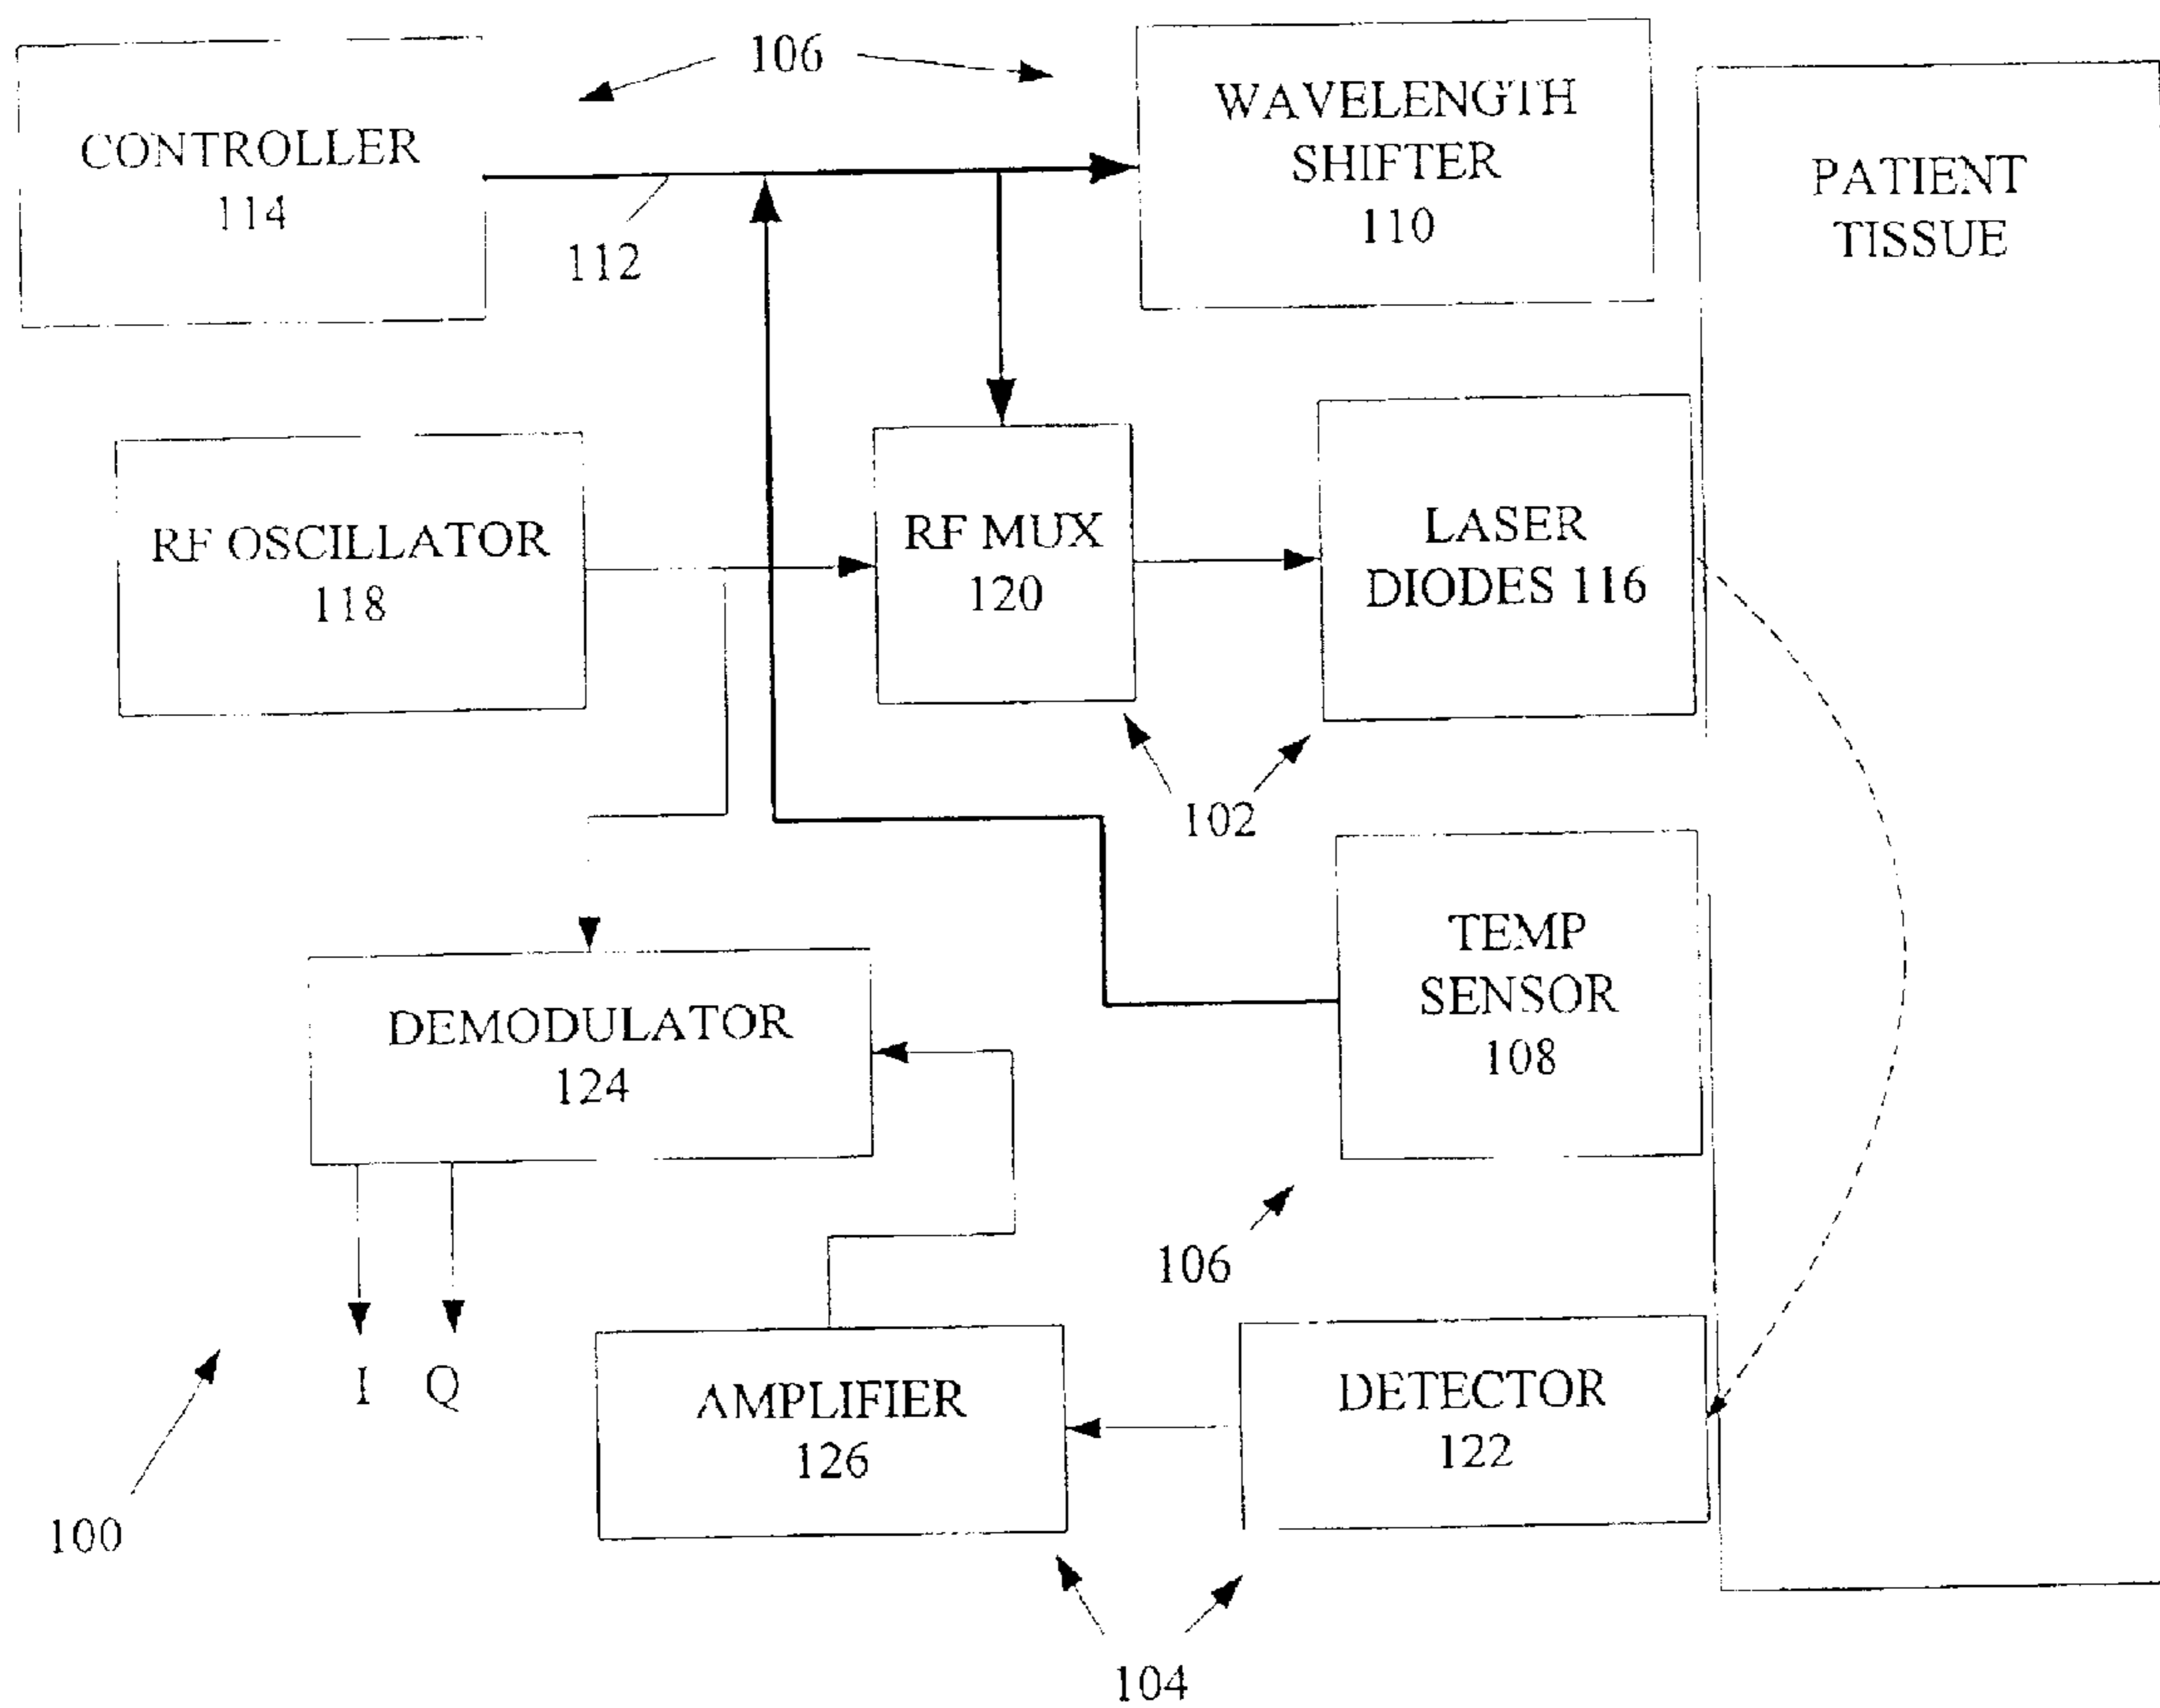 106
CONTROLLER
114
WAVELENGTH
SHIFTER
110
PATIENT
TISSUE
112
RF OSCILLATOR
118
RF MUX
120
LASER
DIODES 116
102
TEMP
SENSOR
108
DEMODULATOR
124
106
I Q
AMPLIFIER
126
DETECTOR
122
100
104